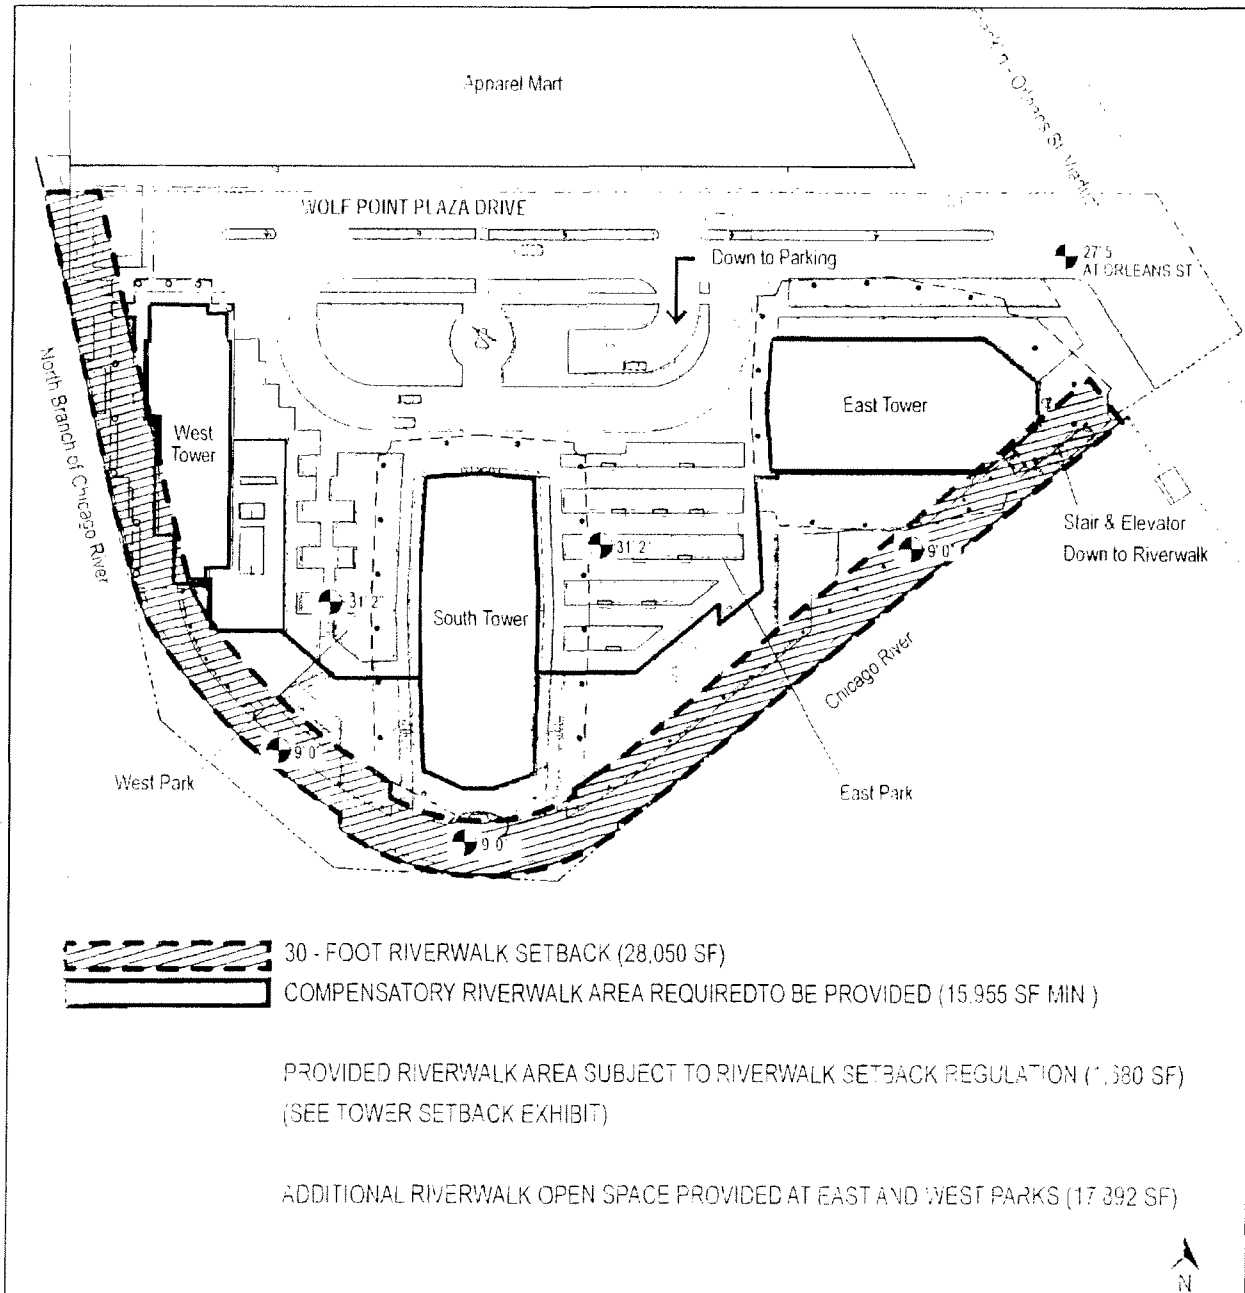 Apparel Mart
Orleans St. Viaduct
WOLF POINT PLAZA DRIVE
Down to Parking
27'5
AT ORLEANS ST
North Branch of Chicago River
West
Tower
East Tower
Stair & Elevator
Down to Riverwalk
31'2"
9'0"
31'2"
South Tower
Chicago River
9'0"
West Park
East Park
9'0"
30 - FOOT RIVERWALK SETBACK (28,050 SF)
COMPENSATORY RIVERWALK AREA REQUIREDTO BE PROVIDED (15,955 SF MIN.)
PROVIDED RIVERWALK AREA SUBJECT TO RIVERWALK SETBACK REGULATION (SF)
(SEE TOWER SETBACK EXHIBIT)
ADDITIONAL RIVERWALK OPEN SPACE PROVIDED AT EAST AND WEST PARKS (SF)
N